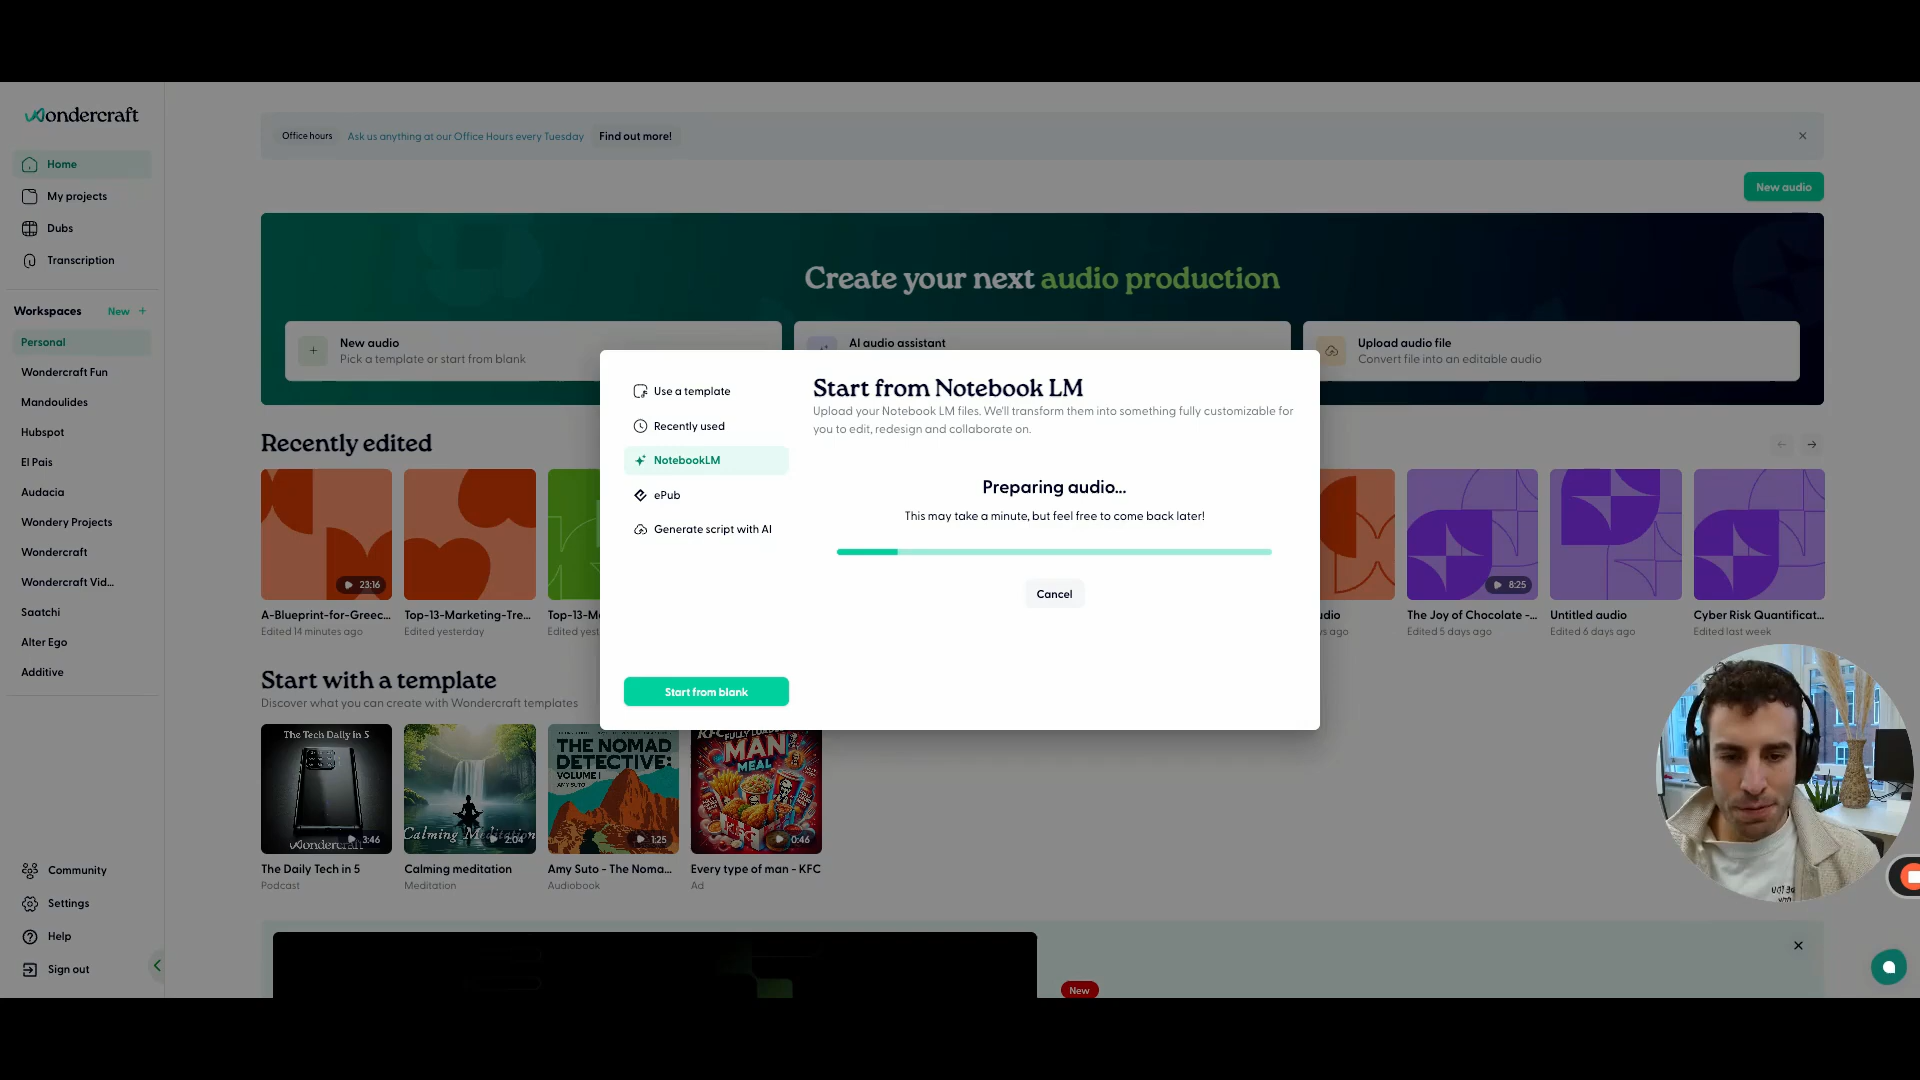 Wondercraft
Home
My projects
Dubs
Transcription
Workspaces New +
Personal
Wondercraft Fun
Mandoulides
Hubspot
El Pais
Audacia
Wondery Projects
Wondercraft
Wondercraft Vid...
Saatchi
Alter Ego
Additive
Community
Settings
Help
Sign out
Office hours Ask us anything at our Office Hours every Tuesday Find out more!
New audio
Create your next audio production
New audio
Pick a template or start from blank
AI audio assistant
Upload audio file
Convert file into an editable audio
Use a template
Recently used
NotebookLM
ePub
Generate script with AI
Start from blank
Start from Notebook LM
Upload your Notebook LM files. We'll transform them into something fully customizable for
you to edit, redesign and collaborate on.
Preparing audio...
This may take a minute, but feel free to come back later!
Cancel
Recently edited
23:16
8:25
A-Blueprint-for-Greec...
Edited 14 minutes ago
Top-13-Marketing-Tre...
Edited yesterday
The Joy of Chocolate -...
Edited 5 days ago
Untitled audio
Edited 6 days ago
Cyber Risk Quantificat...
Edited last week
Start with a template
Discover what you can create with Wondercraft templates
The Tech Daily in 5
Wondercraft
3:46
Calming Meditation
2:04
THE NOMAD
DETECTIVE:
VOLUME I
AMY SUTO
1:25
KFC
FULLY LOADED
MAN
MEAL
KFC
0:46
The Daily Tech in 5
Podcast
Calming meditation
Meditation
Amy Suto - The Noma...
Audiobook
Every type of man - KFC
Ad
New